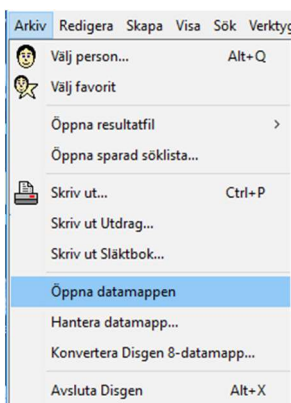 Arkiv Redigera Skapa Visa Sök Verktyg
Välj person... Alt+Q
Välj favorit
Öppna resultatfil >
Öppna sparad söklista...
Skriv ut... Ctrl+P
Skriv ut Utdrag...
Skriv ut Släktbok...
Öppna datamappen
Hantera datamapp...
Konvertera Disgen 8-datamapp...
Avsluta Disgen Alt+X